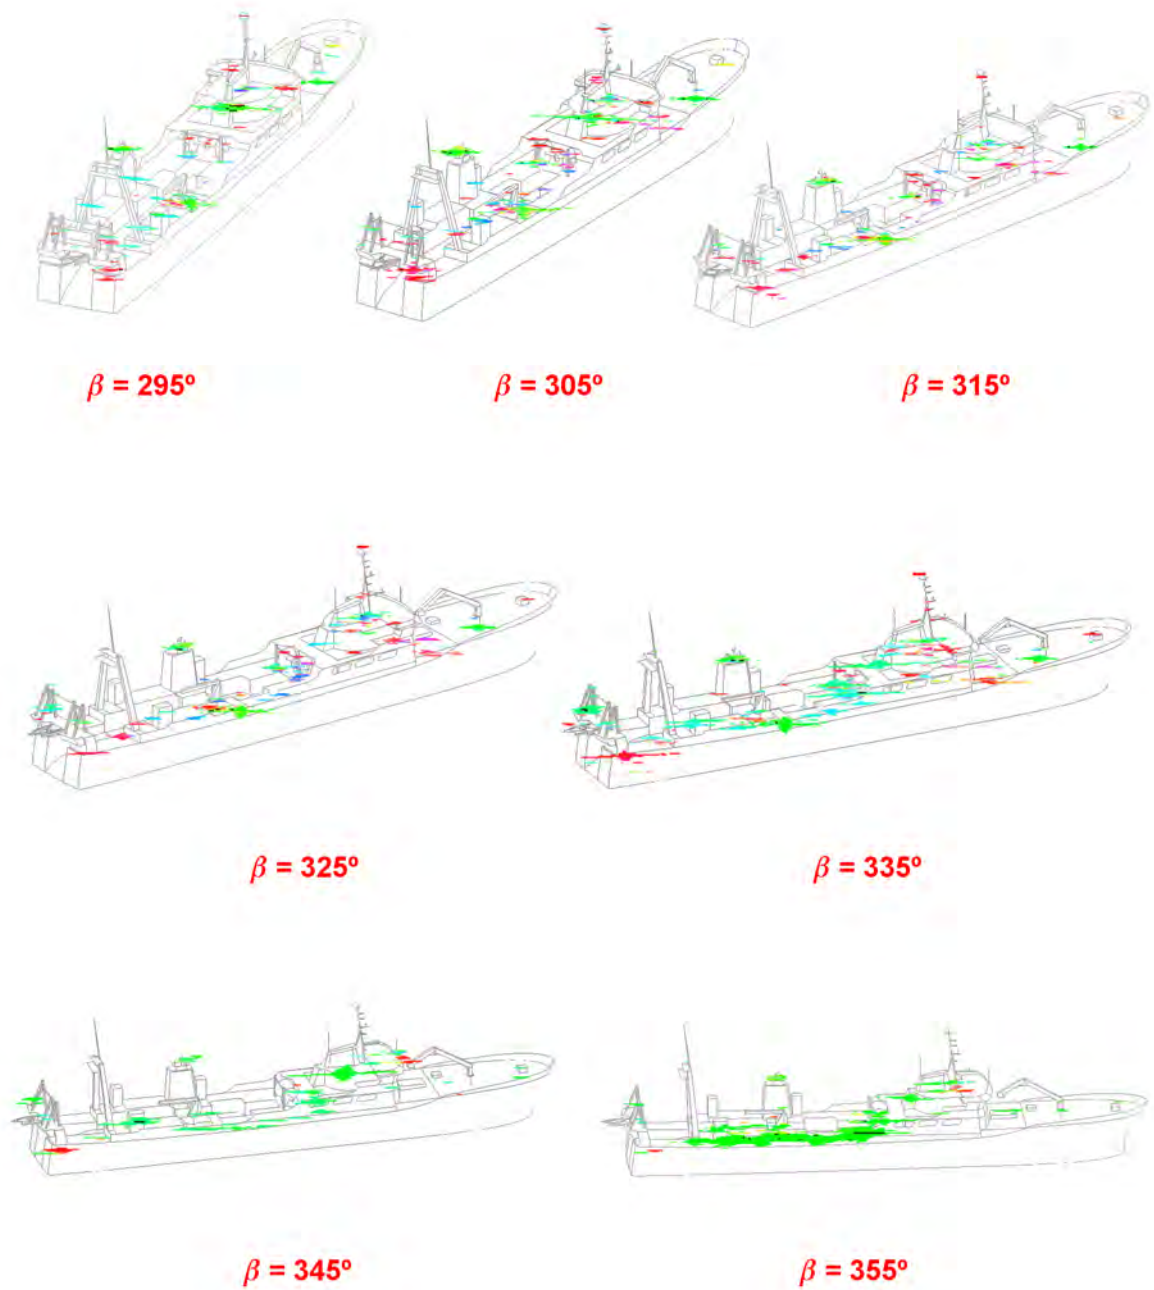 β = 295º
β = 305º
β = 315º
β = 325º
β = 335º
β = 345º
β = 355º